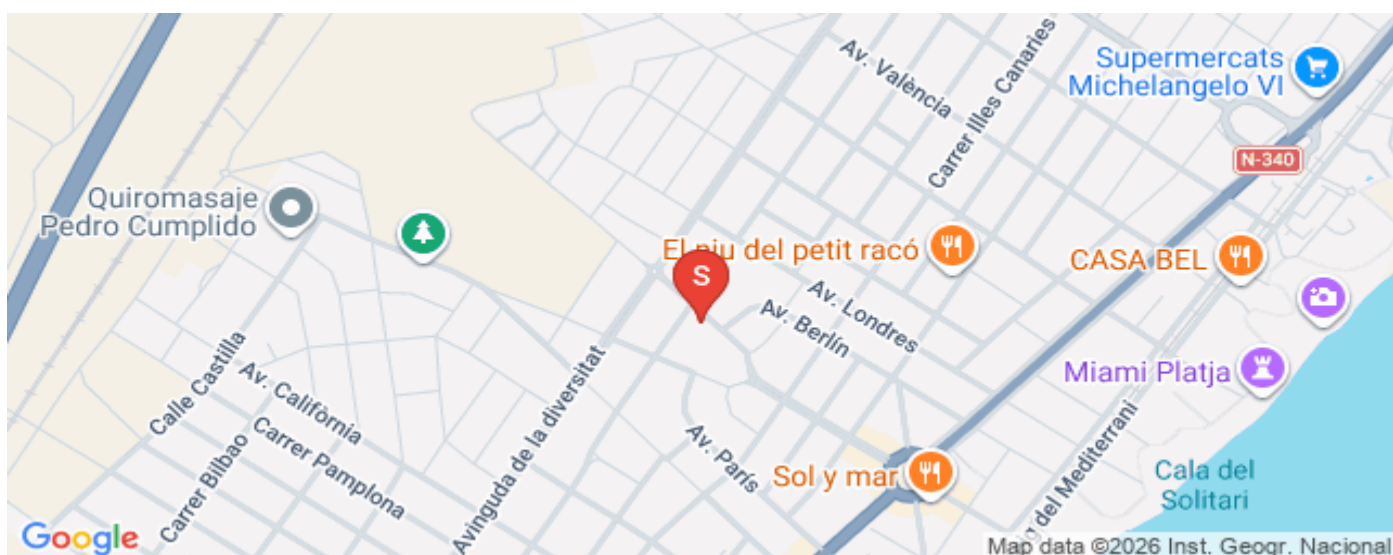 Supermercats
Michelangelo VI
Av. València
Carrer Illes Canaries
N-340
Quiromasaje
Pedro Cumplido
El niu del petit racó
S
CASA BEL
Av. Londres
Av. Berlín
Miami Platja
Calle Castilla
Av. Califòrnia
Carrer Pamplona
Carrer Bilbao
Avinguda de la diversitat
Av. París
Sol y mar
del Mediterrani
Cala del
Solitari
Google
Map data ©2026 Inst. Geogr. Nacional